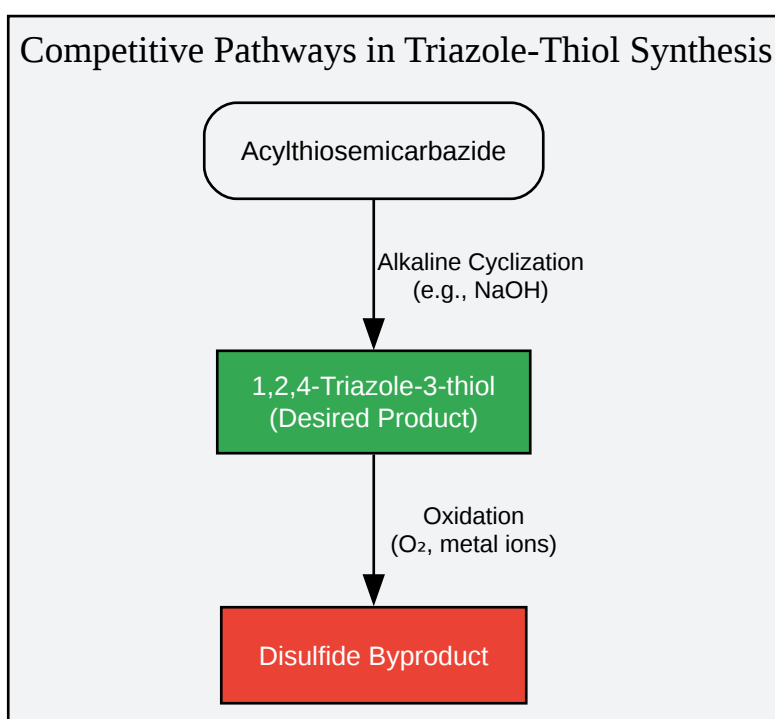 Competitive Pathways in Triazole-Thiol Synthesis
Acylthiosemicarbazide
Alkaline Cyclization
(e.g., NaOH)
1,2,4-Triazole-3-thiol
(Desired Product)
Oxidation
(O₂, metal ions)
Disulfide Byproduct